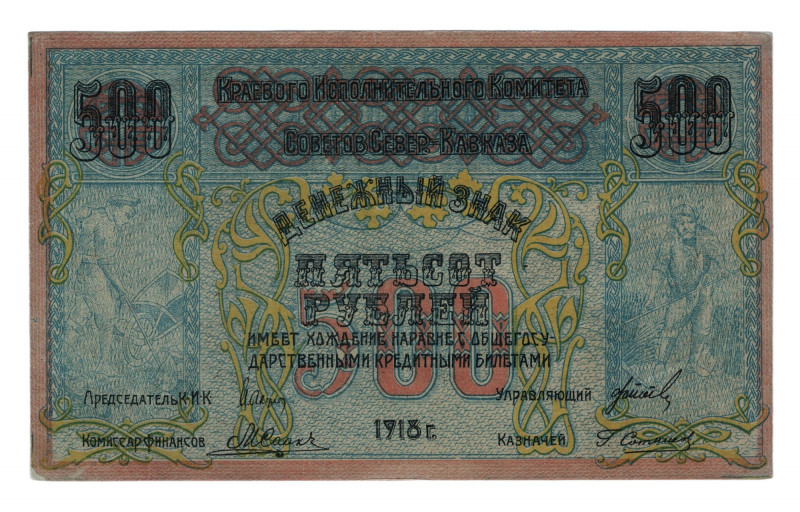 500 Краевого Исполнительного Комитета 500
Советов Север-Кавказа
ДЕНЕЖНЫЙ ЗНАК
ПЯТЬСОТ
РУБЛЕЙ
500
ИМЕЕТ ХОЖДЕНИЕ НАРАВНЕ С ОБЩЕГОСУ-
ДАРСТВЕННЫМИ КРЕДИТНЫМИ БИЛЕТАМИ
Председатель К·И·К Управляющий
Комиссар финансов 1918 г. Казначей